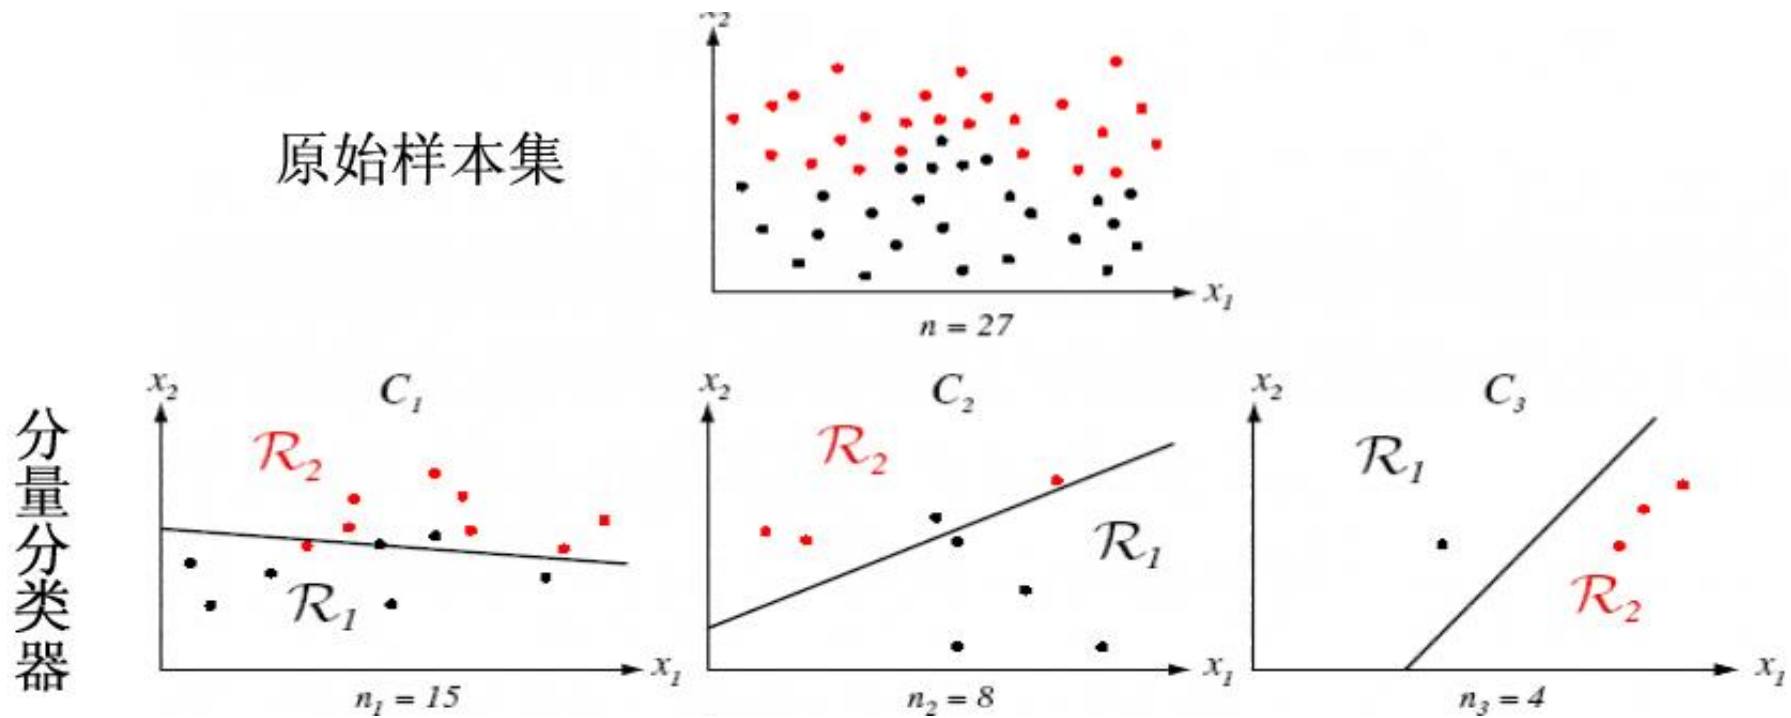 x₂
原始样本集
x₁
n = 27
x₂ C₁ x₂ C₂ x₂ C₃
分量分类器
R₂ R₂ R₁
R₁ R₁ R₂
x₁ x₁ x₁
n₁ = 15 n₂ = 8 n₃ = 4